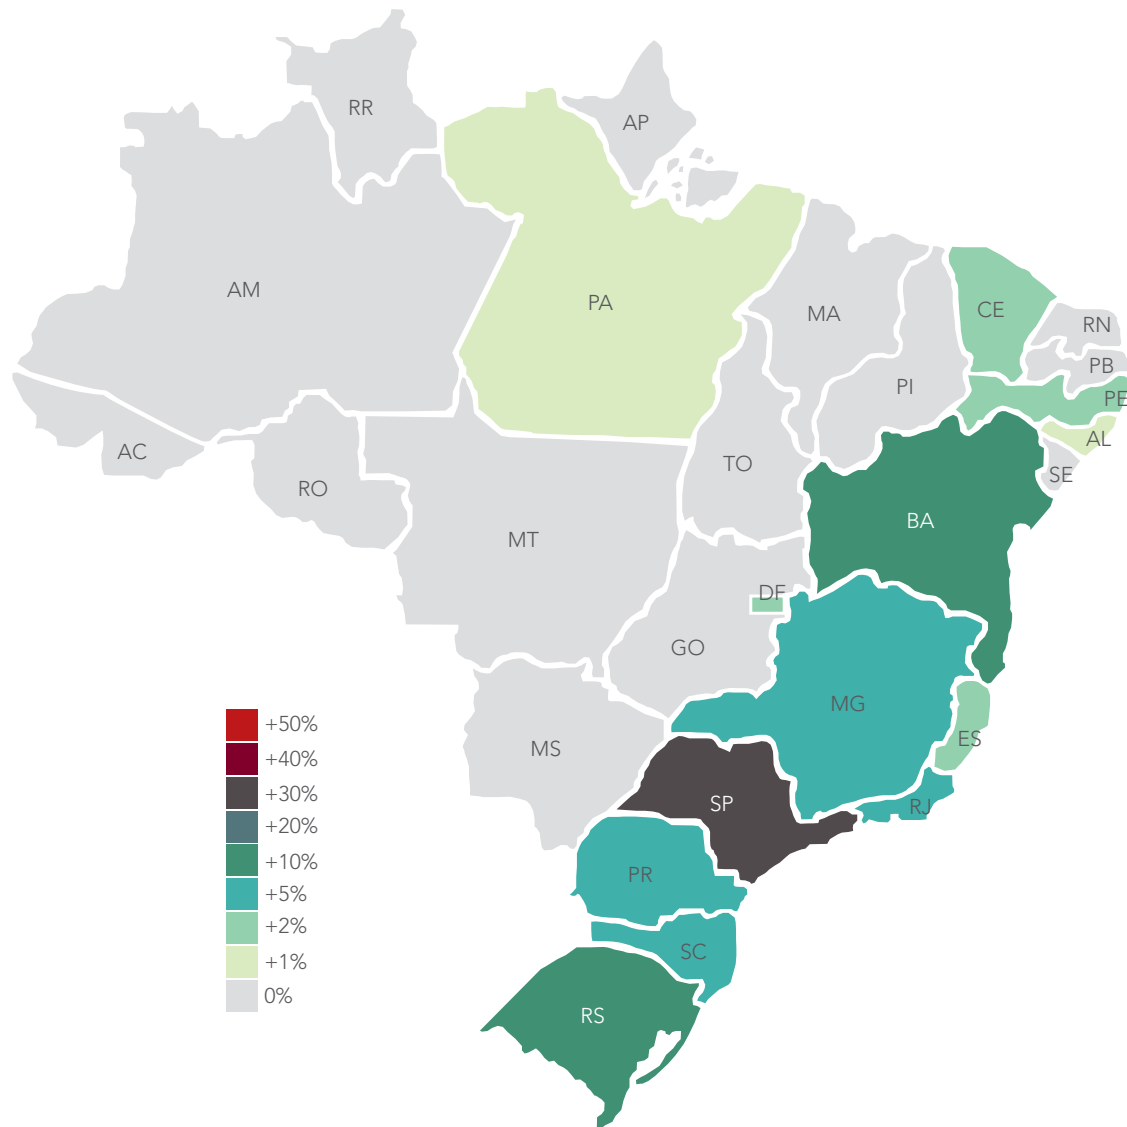 RR
AP
AM
PA
MA
CE
RN
PB
PI
PE
AL
AC
TO
SE
RO
BA
MT
DF
GO
MG
ES
MS
SP
RJ
PR
SC
RS
+50%
+40%
+30%
+20%
+10%
+5%
+2%
+1%
0%